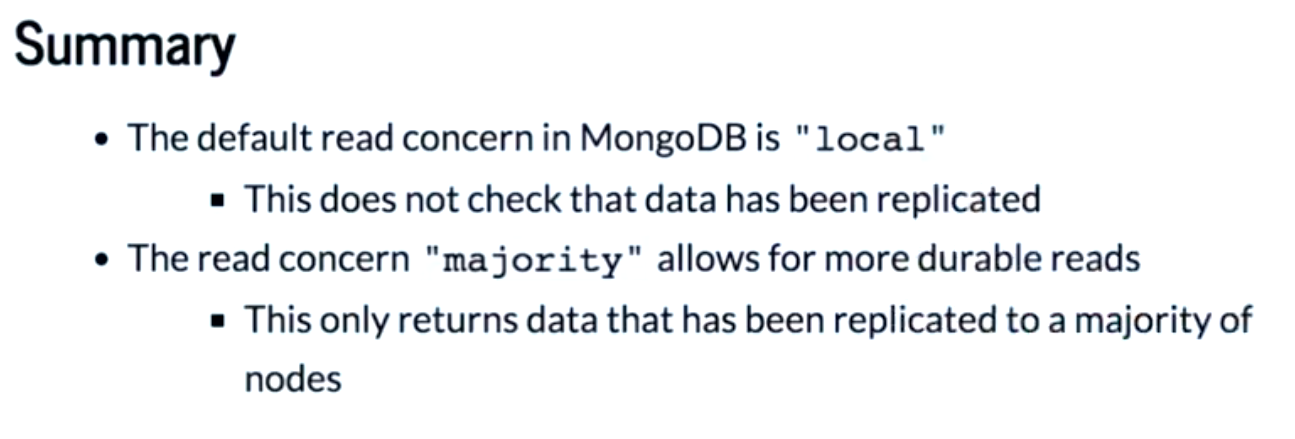 Summary
• The default read concern in MongoDB is "local"
▪ This does not check that data has been replicated
• The read concern "majority" allows for more durable reads
▪ This only returns data that has been replicated to a majority of
nodes